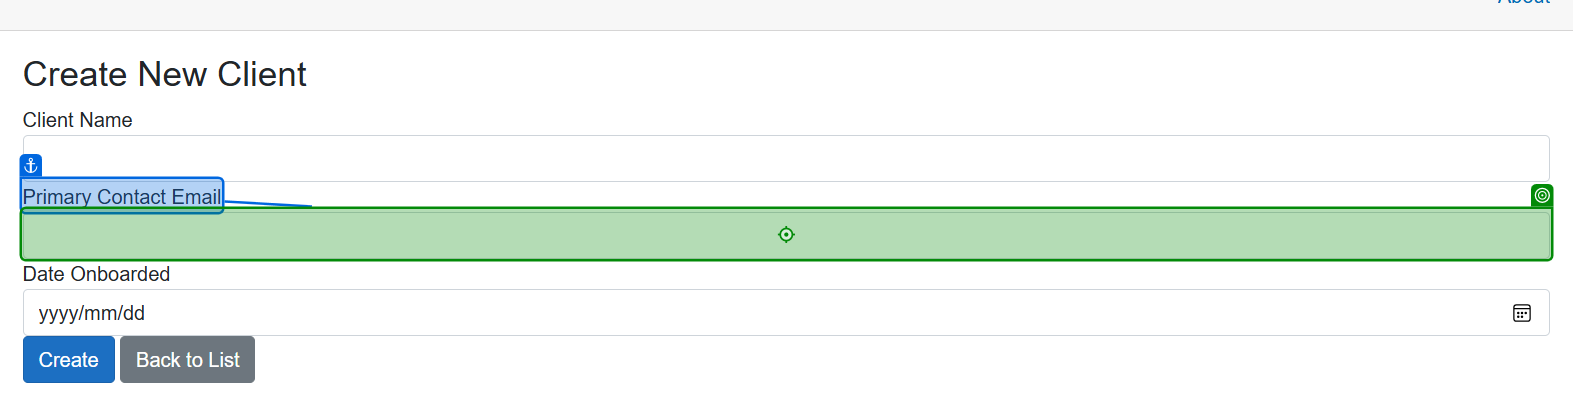 About
Create New Client
Client Name
Primary Contact Email
Date Onboarded
yyyy/mm/dd
Create Back to List